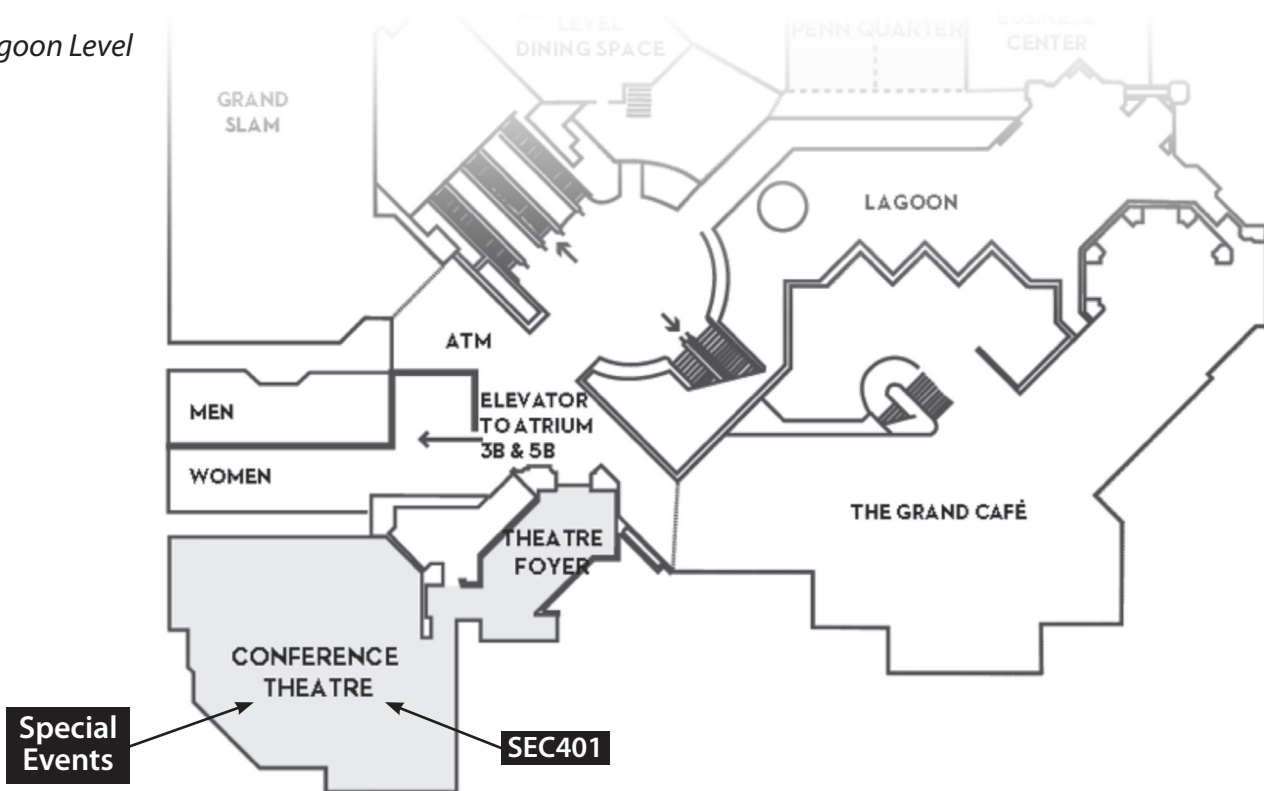 goon Level
LEVEL
DINING SPACE
PENN QUARTER
BUSINESS
CENTER
GRAND
SLAM
LAGOON
ATM
MEN
ELEVATOR
TO ATRIUM
3B & 5B
WOMEN
THE GRAND CAFÉ
THEATRE
FOYER
CONFERENCE
THEATRE
Special
Events
SEC401